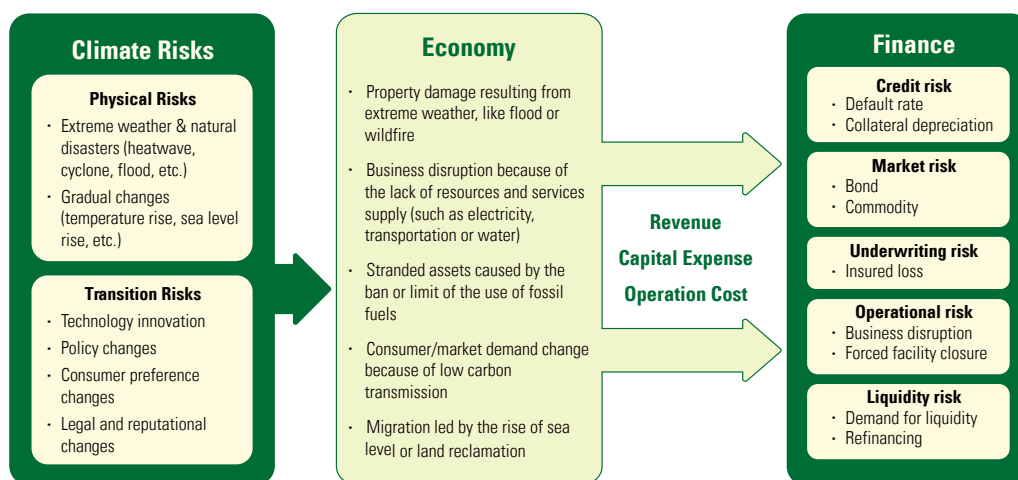 Climate Risks
Physical Risks
· Extreme weather & natural
disasters (heatwave,
cyclone, flood, etc.)
· Gradual changes
(temperature rise, sea level
rise, etc.)
Transition Risks
· Technology innovation
· Policy changes
· Consumer preference
changes
· Legal and reputational
changes
Economy
· Property damage resulting from
extreme weather, like flood or
wildfire
· Business disruption because of
the lack of resources and services
supply (such as electricity,
transportation or water)
· Stranded assets caused by the
ban or limit of the use of fossil
fuels
· Consumer/market demand change
because of low carbon
transmission
· Migration led by the rise of sea
level or land reclamation
Revenue
Capital Expense
Operation Cost
Finance
Credit risk
· Default rate
· Collateral depreciation
Market risk
· Bond
· Commodity
Underwriting risk
· Insured loss
Operational risk
· Business disruption
· Forced facility closure
Liquidity risk
· Demand for liquidity
· Refinancing